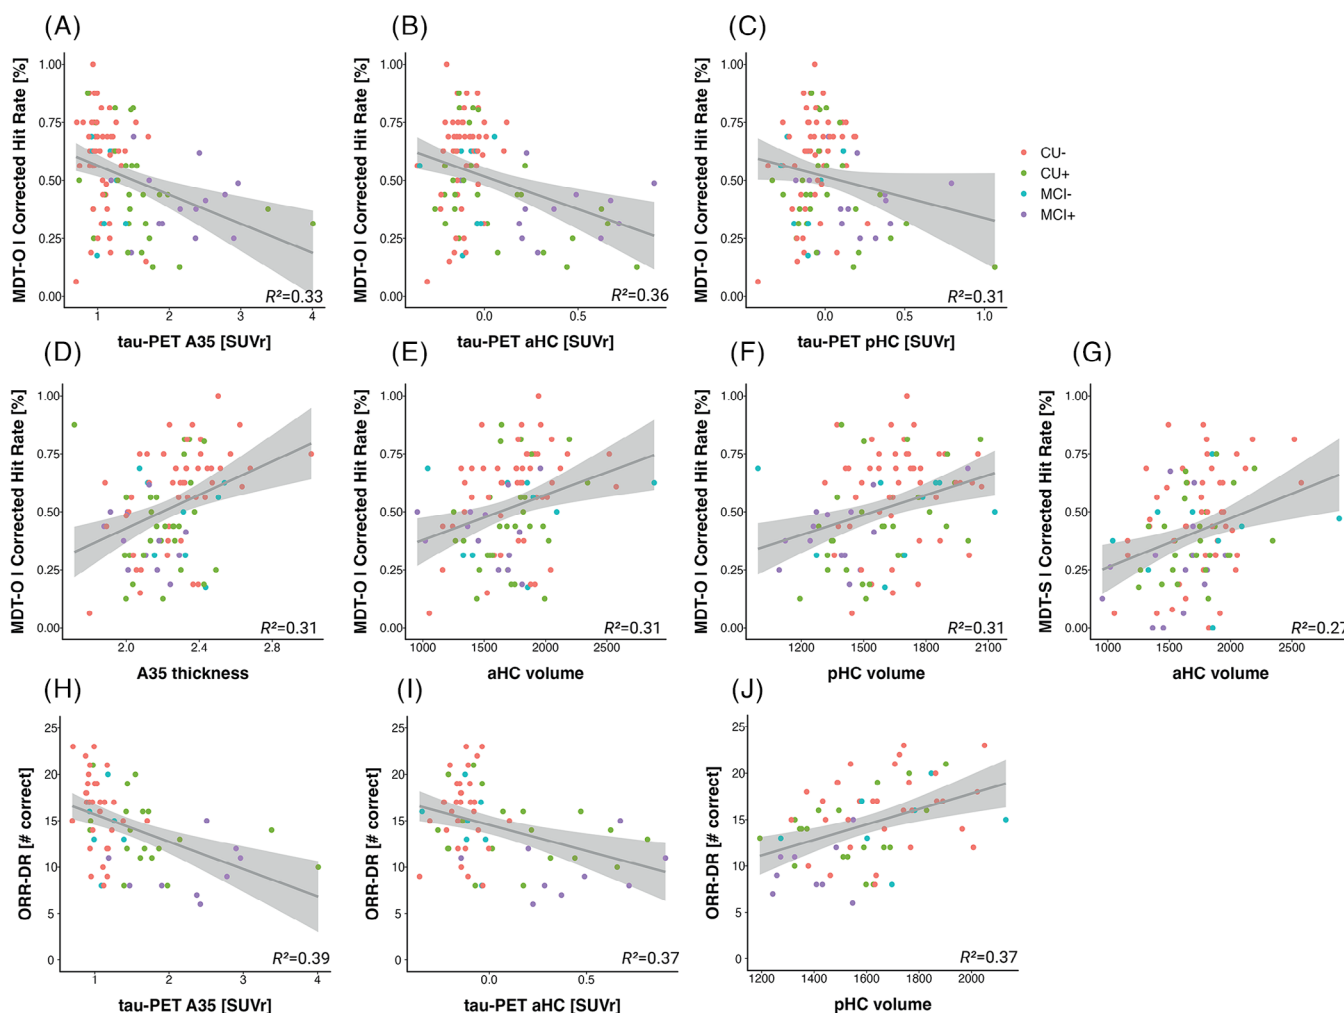 (A)
MDT-O I Corrected Hit Rate [%]
1.00
0.75
0.50
0.25
0.00
R²=0.33
1 2 3 4
tau-PET A35 [SUVr]
(B)
MDT-O I Corrected Hit Rate [%]
1.00
0.75
0.50
0.25
0.00
R²=0.36
0.0 0.5
tau-PET aHC [SUVr]
(C)
MDT-O I Corrected Hit Rate [%]
1.00
0.75
0.50
0.25
0.00
R²=0.31
0.0 0.5 1.0
tau-PET pHC [SUVr]
CU-
CU+
MCI-
MCI+
(D)
MDT-O I Corrected Hit Rate [%]
1.00
0.75
0.50
0.25
0.00
R²=0.31
2.0 2.4 2.8
A35 thickness
(E)
MDT-O I Corrected Hit Rate [%]
1.00
0.75
0.50
0.25
0.00
R²=0.31
1000 1500 2000 2500
aHC volume
(F)
MDT-O I Corrected Hit Rate [%]
1.00
0.75
0.50
0.25
0.00
R²=0.31
1200 1500 1800 2100
pHC volume
(G)
MDT-S I Corrected Hit Rate [%]
1.00
0.75
0.50
0.25
0.00
R²=0.27
1000 1500 2000 2500
aHC volume
(H)
ORR-DR [# correct]
25
20
15
10
5
0
R²=0.39
1 2 3 4
tau-PET A35 [SUVr]
(I)
ORR-DR [# correct]
25
20
15
10
5
0
R²=0.37
0.0 0.5
tau-PET aHC [SUVr]
(J)
ORR-DR [# correct]
25
20
15
10
5
0
R²=0.37
1200 1400 1600 1800 2000
pHC volume